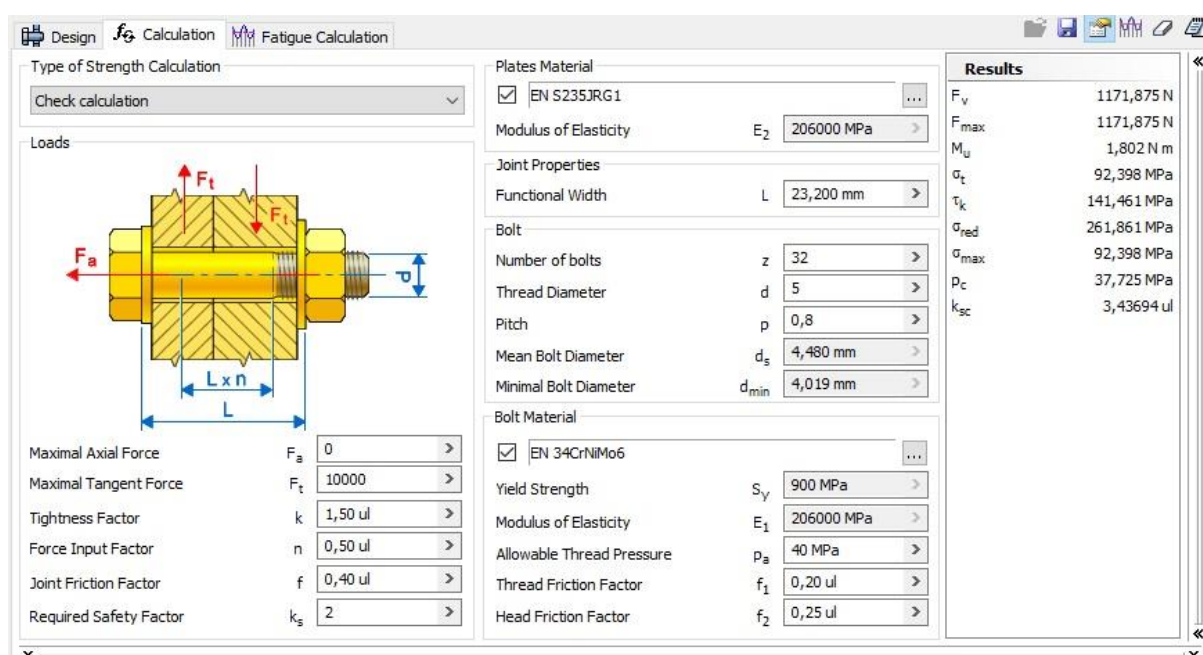 Design Calculation Fatigue Calculation
Type of Strength Calculation
Check calculation
Loads
Ft
Ft
Fa
d
L x n
L
Maximal Axial Force Fa 0
Maximal Tangent Force Ft 10000
Tightness Factor k 1,50 ul
Force Input Factor n 0,50 ul
Joint Friction Factor f 0,40 ul
Required Safety Factor ks 2
Plates Material
EN S235JRG1 ...
Modulus of Elasticity E2 206000 MPa
Joint Properties
Functional Width L 23,200 mm
Bolt
Number of bolts z 32
Thread Diameter d 5
Pitch p 0,8
Mean Bolt Diameter ds 4,480 mm
Minimal Bolt Diameter dmin 4,019 mm
Bolt Material
EN 34CrNiMo6 ...
Yield Strength Sy 900 MPa
Modulus of Elasticity E1 206000 MPa
Allowable Thread Pressure pa 40 MPa
Thread Friction Factor f1 0,20 ul
Head Friction Factor f2 0,25 ul
Results
Fv 1171,875 N
Fmax 1171,875 N
Mu 1,802 N m
σt 92,398 MPa
τk 141,461 MPa
σred 261,861 MPa
σmax 92,398 MPa
pc 37,725 MPa
ksc 3,43694 ul